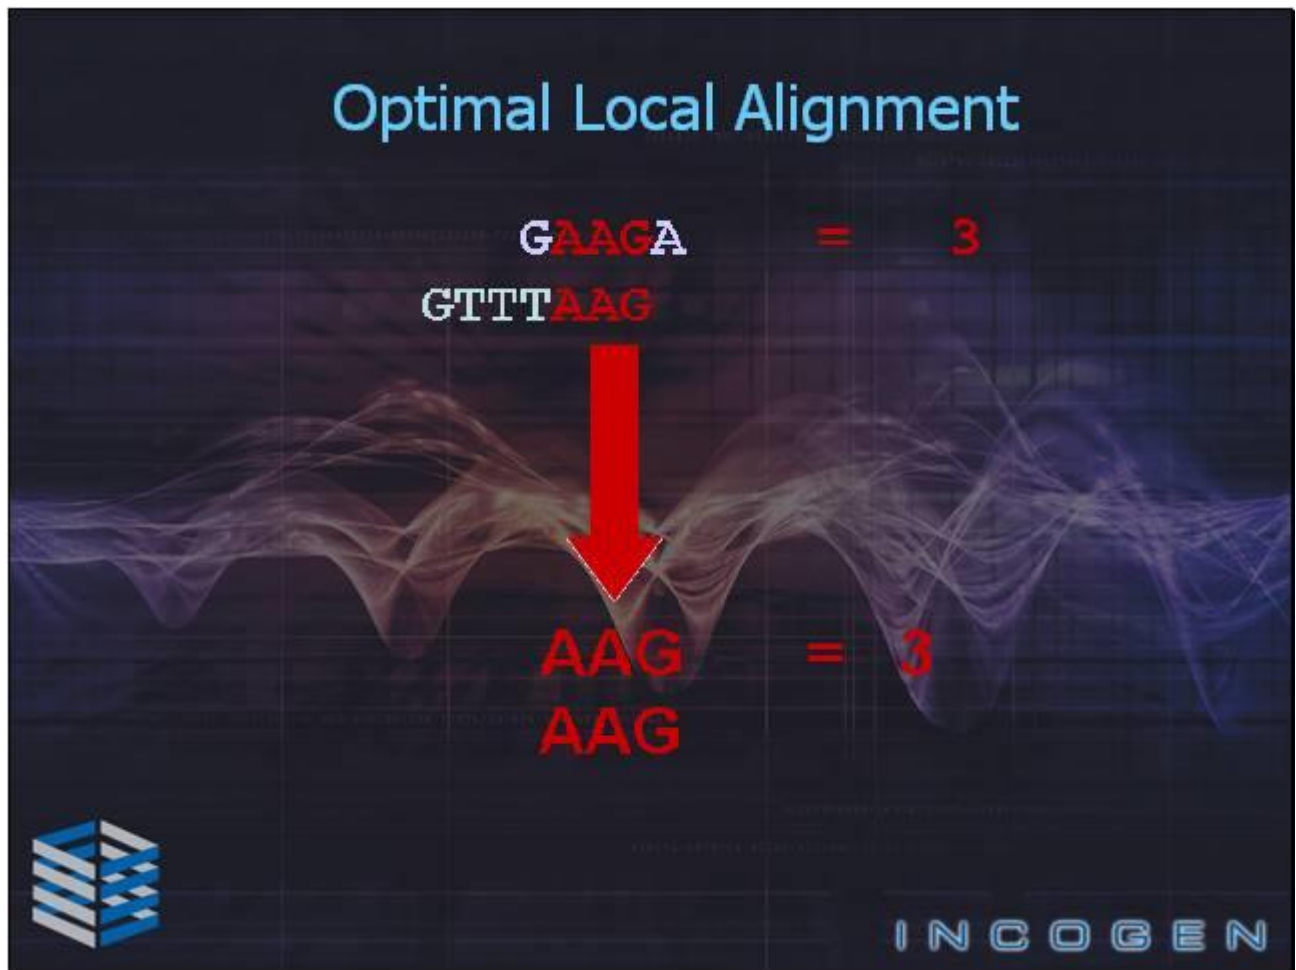 Optimal Local Alignment
GAAGA = 3
GTTTAAG
AAG = 3
AAG
INCOGEN